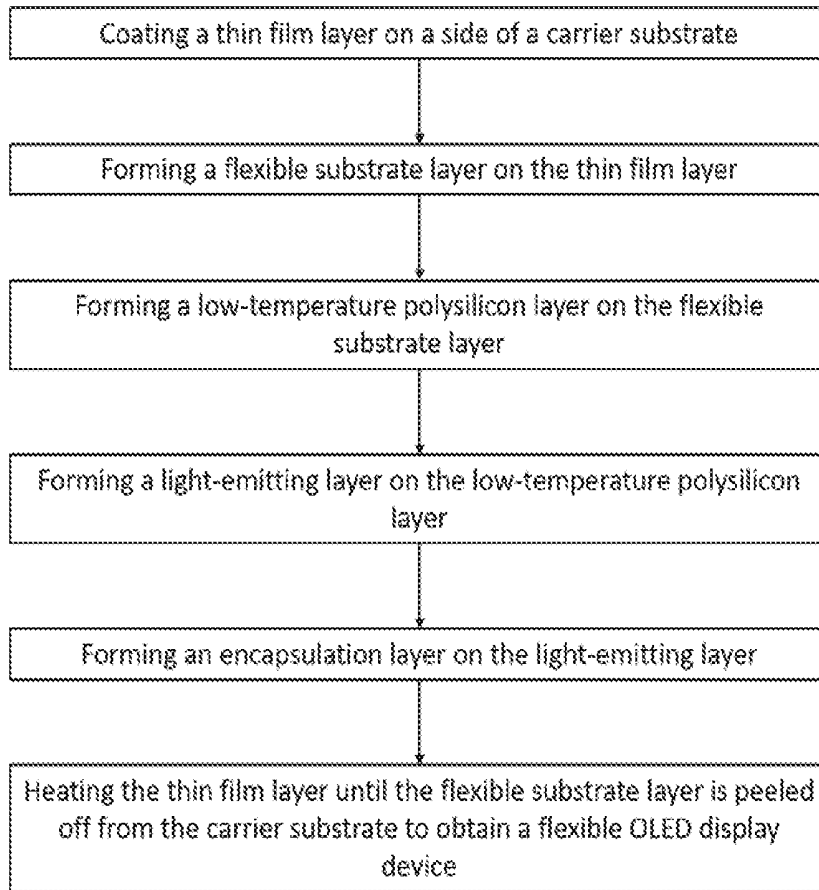 Coating a thin film layer on a side of a carrier substrate
Forming a flexible substrate layer on the thin film layer
Forming a low-temperature polysilicon layer on the flexible
substrate layer
Forming a light-emitting layer on the low-temperature polysilicon
layer
Forming an encapsulation layer on the light-emitting layer
Heating the thin film layer until the flexible substrate layer is peeled
off from the carrier substrate to obtain a flexible OLED display
device